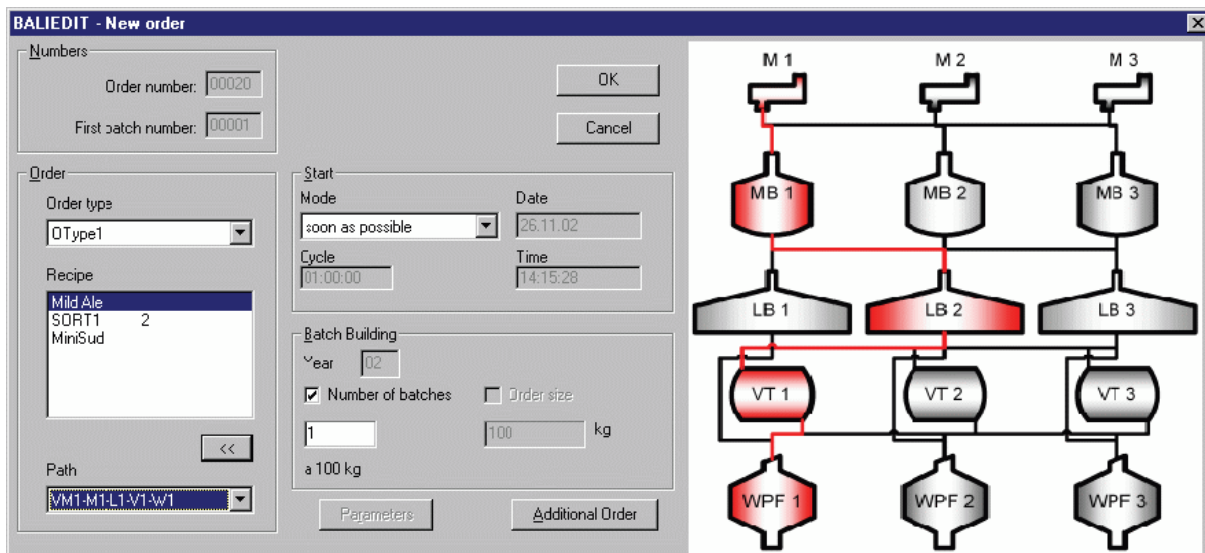 BALIEDIT - New order
Numbers
Order number: 00020
First batch number: 00001
OK
Cancel
Order
Order type
OType1
Recipe
Mild Ale
SORT1 2
MiniSud
<<
Path
VM1-M1-L1-V1-W1
Start
Mode
Date
soon as possible
26.11.02
Cycle
Time
01:00:00
14:15:28
Batch Building
Year 02
Number of batches
Order size
1
100 kg
a 100 kg
Parameters
Additional Order
M 1 M 2 M 3
MB 1 MB 2 MB 3
LB 1 LB 2 LB 3
VT 1 VT 2 VT 3
WPF 1 WPF 2 WPF 3